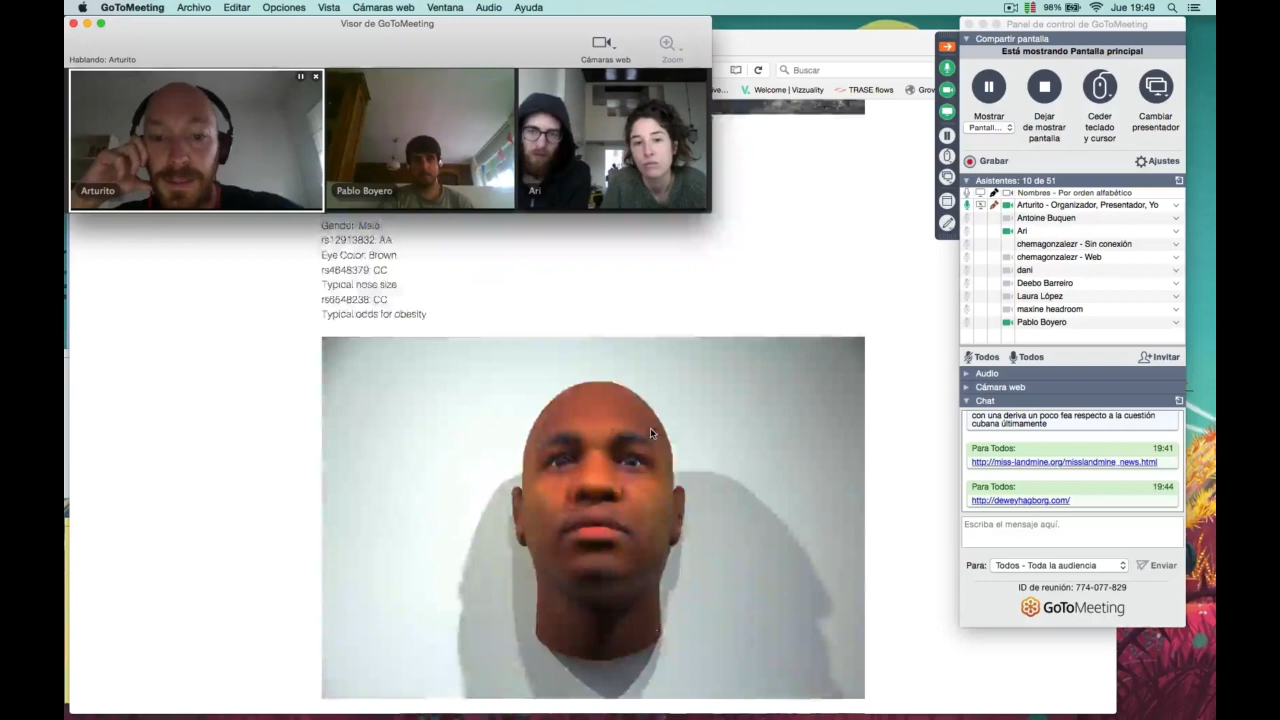 GoToMeeting Archivo Editar Opciones Vista Cámaras web Ventana Audio Ayuda 98% Jue 19:49
Visor de GoToMeeting
Hablando: Arturito
Cámaras web
Zoom
Arturito
Pablo Boyero
Ari
Buscar
ive... Welcome | Vizzuality TRASE flows Grov
Gender: Male
rs12913832: AA
Eye Color: Brown
rs4648379: CC
Typical nose size
rs6548238: CC
Typical odds for obesity
Panel de control de GoToMeeting
Compartir pantalla
Está mostrando Pantalla principal
Mostrar
Pantall...
Dejar
de mostrar
pantalla
Ceder
teclado
y cursor
Cambiar
presentador
Grabar
Ajustes
Asistentes: 10 de 51
Nombres - Por orden alfabético
Arturito - Organizador, Presentador, Yo
Antoine Buquen
Ari
chemagonzalezr - Sin conexión
chemagonzalezr - Web
dani
Deebo Barreiro
Laura López
maxine headroom
Pablo Boyero
Todos Todos Invitar
Audio
Cámara web
Chat
con una deriva un poco fea respecto a la cuestión
cubana últimamente
Para Todos: 19:41
http://miss-landmine.org/misslandmine_news.html
Para Todos: 19:44
http://deweyhagborg.com/
Escriba el mensaje aquí.
Para: Todos - Toda la audiencia Enviar
ID de reunión: 774-077-829
GoToMeeting